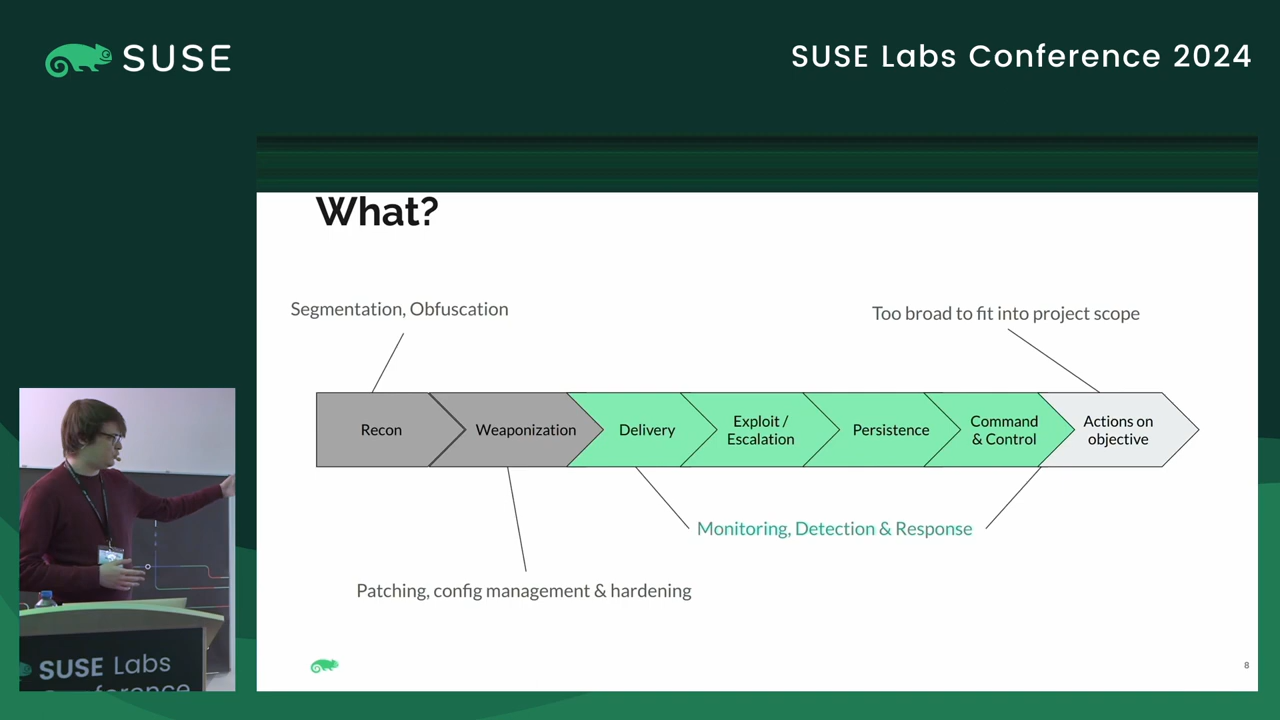 SUSE
SUSE Labs Conference 2024
What?
Segmentation, Obfuscation
Too broad to fit into project scope
Recon
Weaponization
Delivery
Exploit /
Escalation
Persistence
Command
& Control
Actions on
objective
Monitoring, Detection & Response
Patching, config management & hardening
8
SUSE Labs
Conference